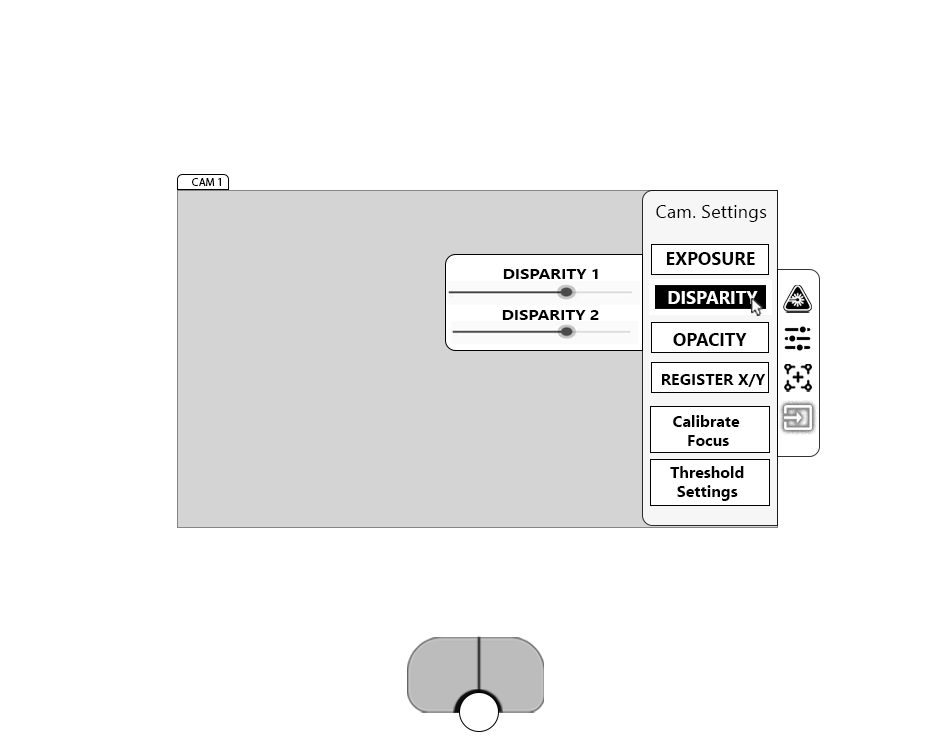 CAM 1
Cam. Settings
EXPOSURE
DISPARITY 1
DISPARITY
DISPARITY 2
OPACITY
REGISTER X/Y
Calibrate
Focus
Threshold
Settings